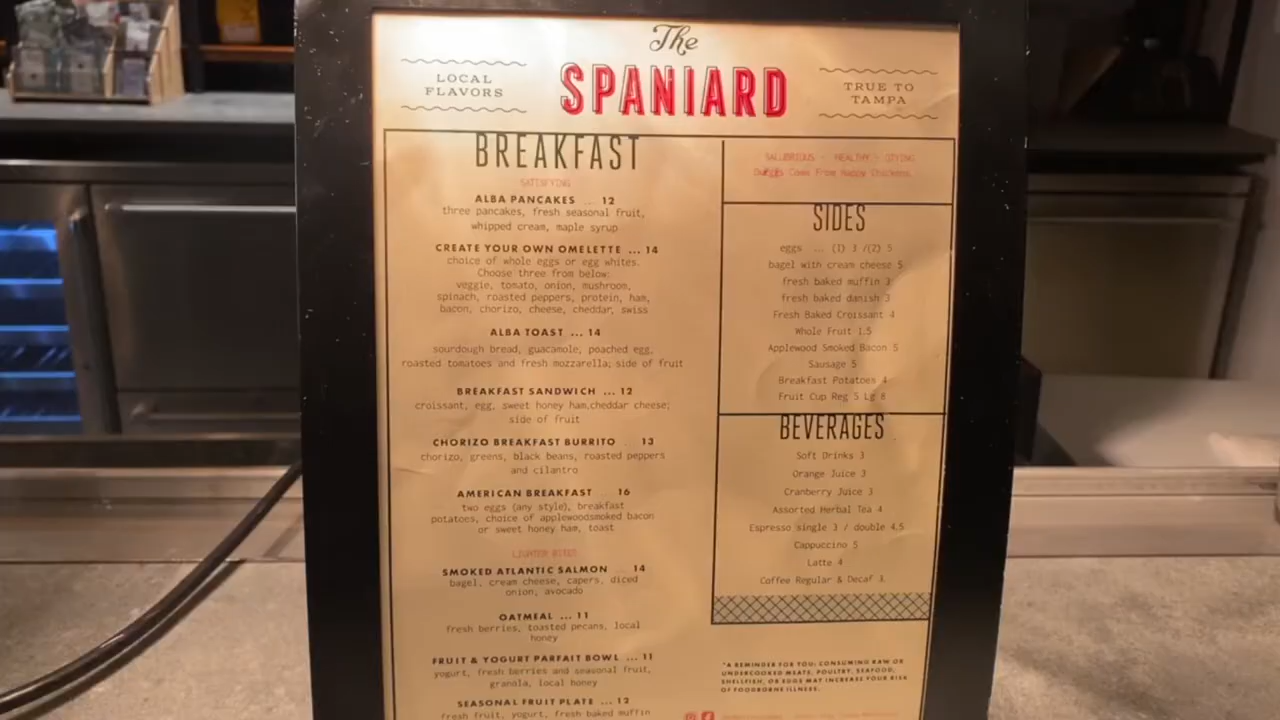 The
SPANIARD
LOCAL
FLAVORS
TRUE TO
TAMPA
BREAKFAST
SATISFYING
ALBA PANCAKES ... 12
three pancakes, fresh seasonal fruit,
whipped cream, maple syrup
CREATE YOUR OWN OMELETTE ... 14
choice of whole eggs or egg whites.
Choose three from below:
veggie, tomato, onion, mushroom,
spinach, roasted peppers, protein, ham,
bacon, chorizo, cheese, cheddar, swiss
ALBA TOAST ... 14
sourdough bread, guacamole, poached egg,
roasted tomatoes and fresh mozzarella; side of fruit
BREAKFAST SANDWICH ... 12
croissant, egg, sweet honey ham,cheddar cheese;
side of fruit
CHORIZO BREAKFAST BURRITO ... 13
chorizo, greens, black beans, roasted peppers
and cilantro
AMERICAN BREAKFAST ... 16
two eggs (any style), breakfast
potatoes, choice of applewoodsmoked bacon
or sweet honey ham, toast
LIGHTER BITES
SMOKED ATLANTIC SALMON ... 14
bagel, cream cheese, capers, diced
onion, avocado
OATMEAL ... 11
fresh berries, toasted pecans, local
honey
FRUIT & YOGURT PARFAIT BOWL ... 11
yogurt, fresh berries and seasonal fruit,
granola, local honey
SEASONAL FRUIT PLATE ... 12
fresh fruit, yogurt, fresh baked muffin
SALUBRIOUS - HEALTHY - GIVING
Come From Happy Chickens.
SIDES
eggs ... (1) 3 /(2) 5
bagel with cream cheese 5
fresh baked muffin 3
fresh baked danish 3
Fresh Baked Croissant 4
Whole Fruit 1.5
Applewood Smoked Bacon 5
Sausage 5
Breakfast Potatoes 4
Fruit Cup Reg 5 Lg 8
BEVERAGES
Soft Drinks 3
Orange Juice 3
Cranberry Juice 3
Assorted Herbal Tea 4
Espresso single 3 / double 4.5
Cappuccino 5
Latte 4
Coffee Regular & Decaf 3
*A REMINDER FOR YOU: CONSUMING RAW OR
UNDERCOOKED MEATS, POULTRY, SEAFOOD,
SHELLFISH, OR EGGS MAY INCREASE YOUR RISK
OF FOODBORNE ILLNESS.